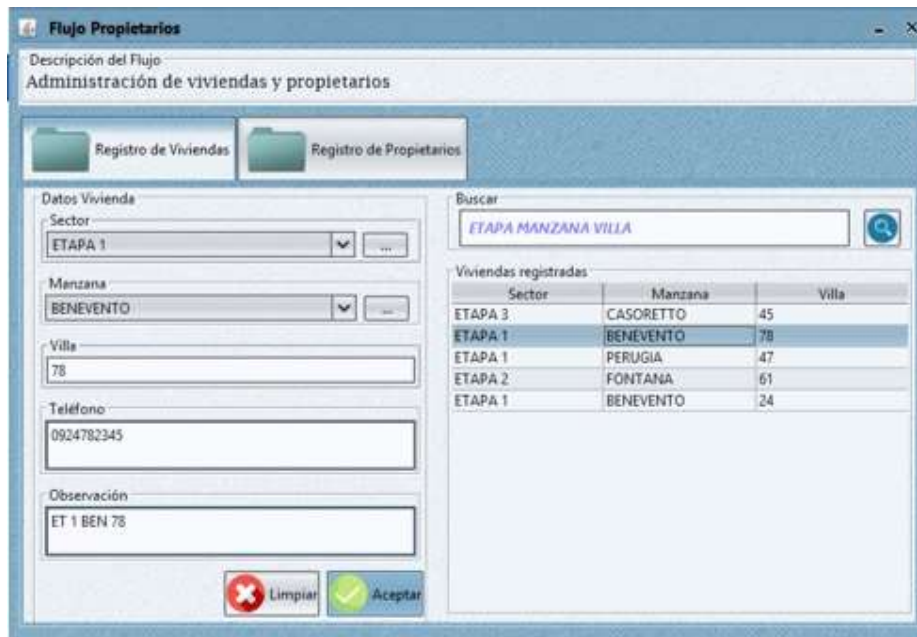 Flujo Propietarios
Descripción del Flujo
Administración de viviendas y propietarios
Registro de Viviendas
Registro de Propietarios
Datos Vivienda
Sector
ETAPA 1
...
Manzana
BENEVENTO
...
Villa
78
Teléfono
0924782345
Observación
ET 1 BEN 78
Limpiar
Aceptar
Buscar
ETAPA MANZANA VILLA
Viviendas registradas
Sector Manzana Villa
ETAPA 3 CASORETTO 45
ETAPA 1 BENEVENTO 78
ETAPA 1 PERUGIA 47
ETAPA 2 FONTANA 61
ETAPA 1 BENEVENTO 24